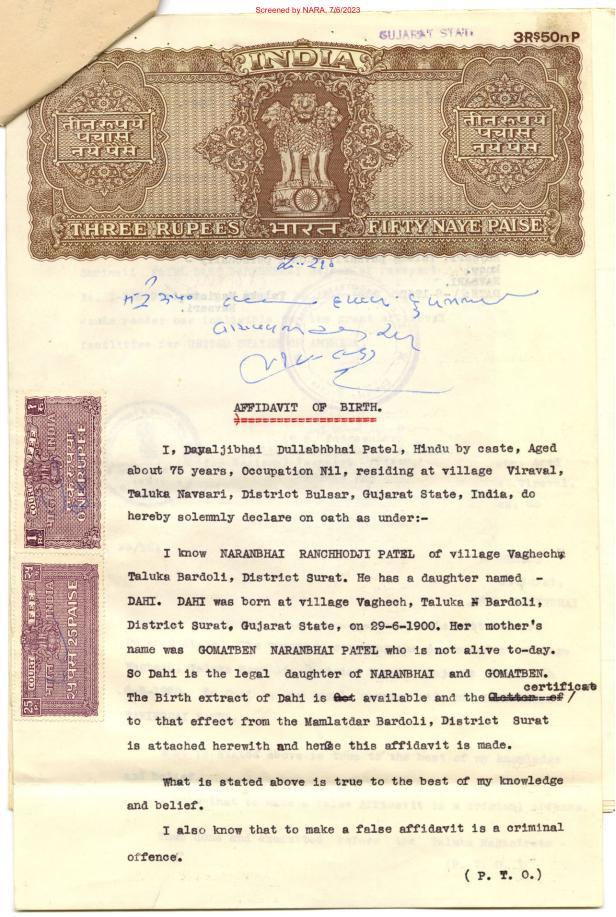 Screened by NARA, 7/6/2023
GUJARAT STATE
3RS50nP
INDIA
तीन रूपये
पचास
नये पैसे
तीन रूपये
पचास
नये पैसे
THREE RUPEES
भारत
FIFTY NAYE PAISE
AFFIDAVIT OF BIRTH.
I, Dayaljibhai Dullabhbhai Patel, Hindu by caste, Aged
about 75 years, Occupation Nil, residing at village Viraval,
Taluka Navsari, District Bulsar, Gujarat State, India, do
hereby solemnly declare on oath as under:-
I know NARANBHAI RANCHHODJI PATEL of village Vaghech,
Taluka Bardoli, District Surat. He has a daughter named -
DAHI. DAHI was born at village Vaghech, Taluka N Bardoli,
District Surat, Gujarat State, on 29-6-1900. Her mother's
name was GOMATBEN NARANBHAI PATEL who is not alive to-day.
So Dahi is the legal daughter of NARANBHAI and GOMATBEN.
certificate
The Birth extract of Dahi is not available and the letter of /
to that effect from the Mamlatdar Bardoli, District Surat
is attached herewith and hence this affidavit is made.
What is stated above is true to the best of my knowledge
and belief.
I also know that to make a false affidavit is a criminal
offence.
( P. T. O.)
COURT FEE
INDIA
ONE RUPEE
COURT FEE
INDIA
25 PAISE